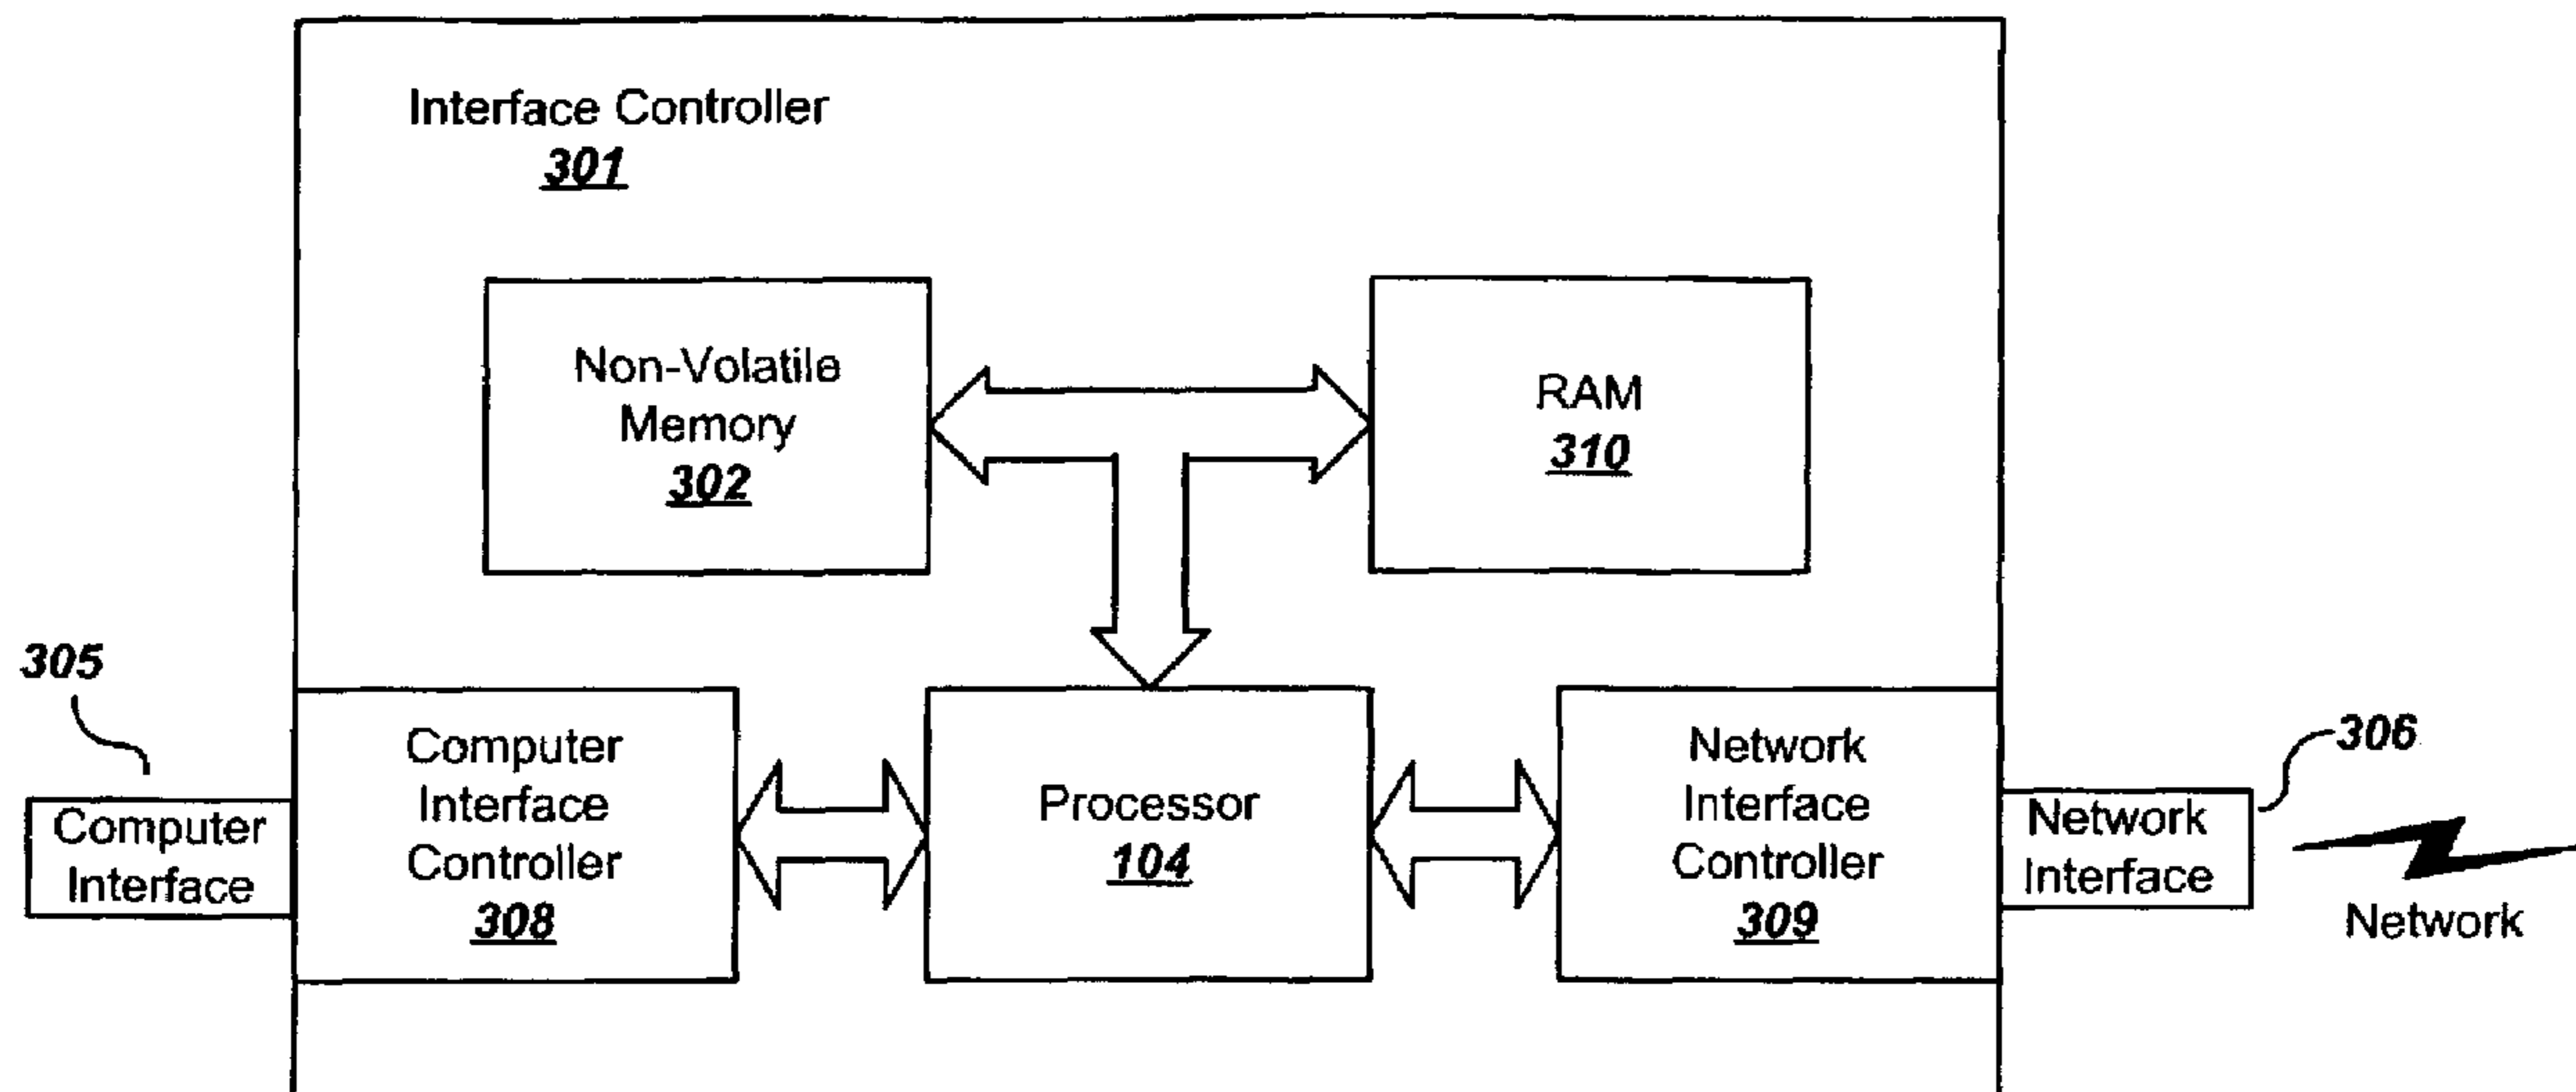 Interface Controller
301
Non-Volatile
Memory
302
RAM
310
305
Computer
Interface
Computer
Interface
Controller
308
Processor
104
Network
Interface
Controller
309
306
Network
Interface
Network